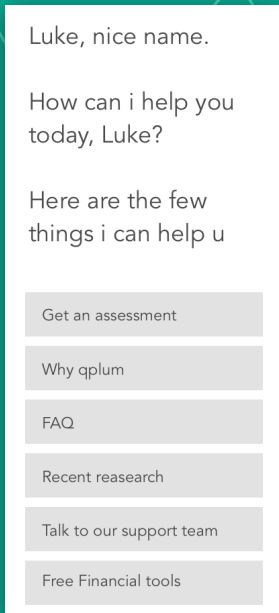 Luke, nice name.
How can i help you
today, Luke?
Here are the few
things i can help u
Get an assessment
Why qplum
FAQ
Recent reasearch
Talk to our support team
Free Financial tools